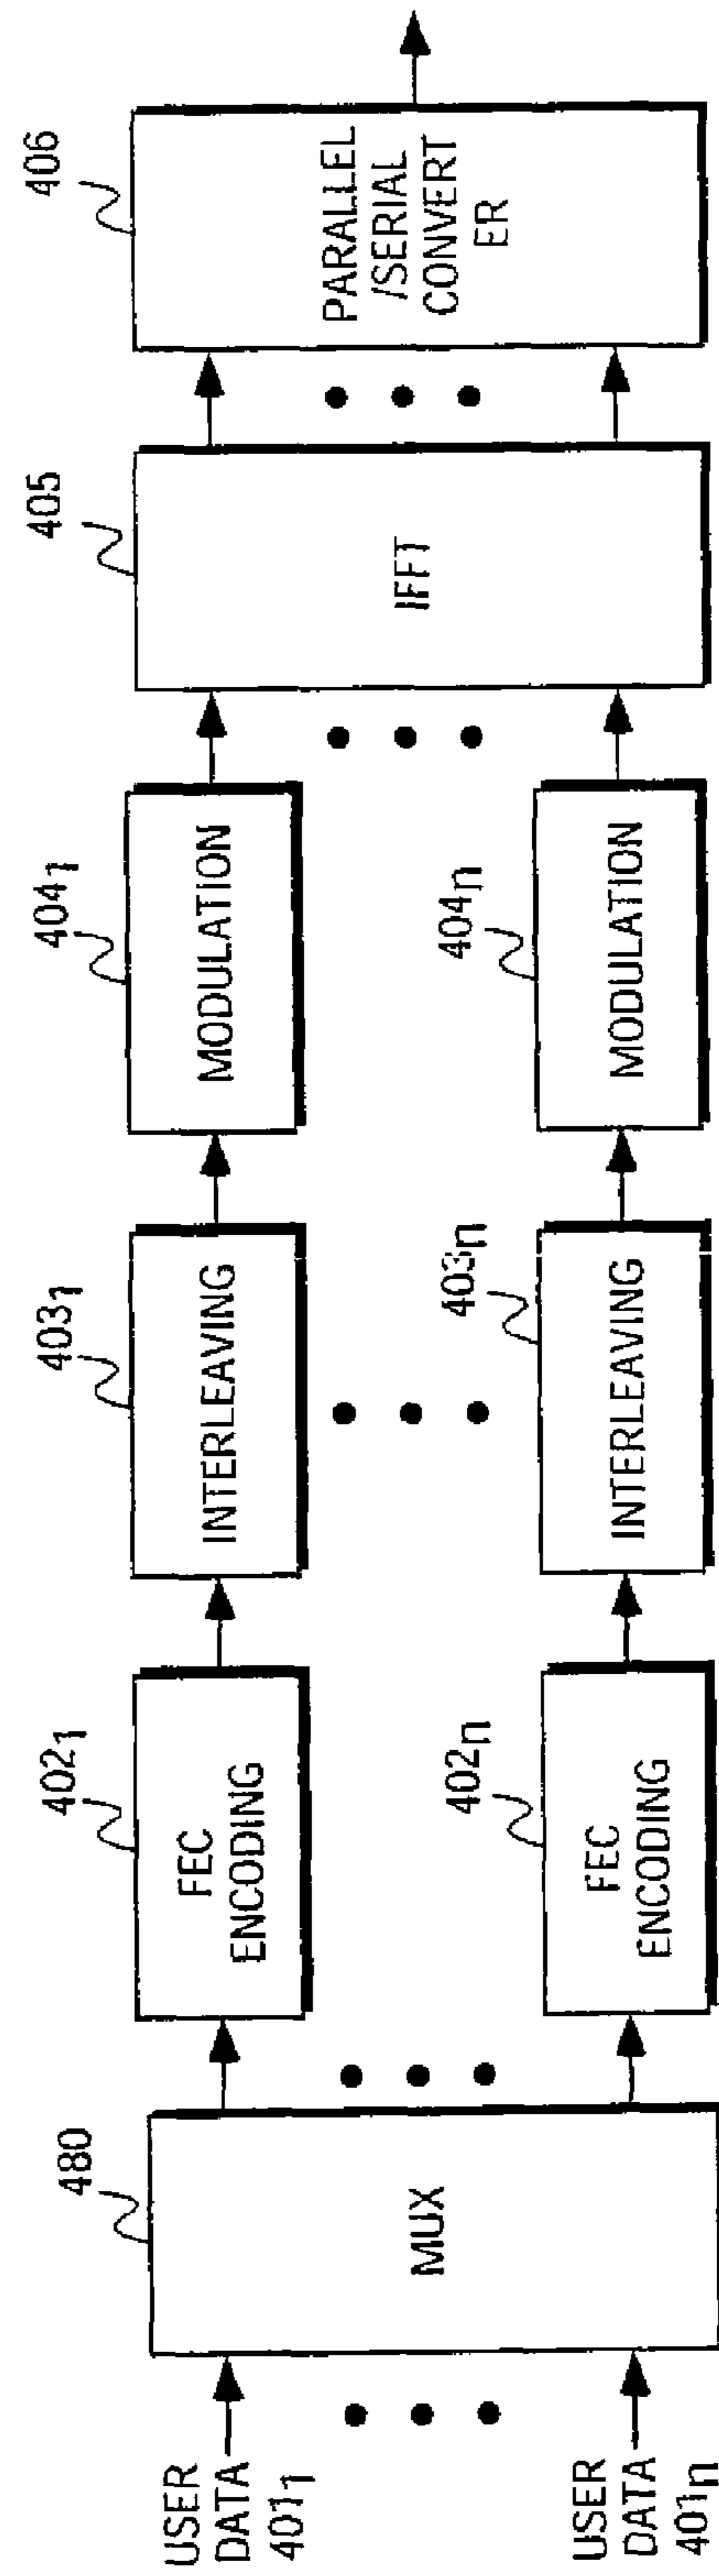 USER
DATA
401₁
USER
DATA
401ₙ
480
MUX
402₁
FEC
ENCODING
402ₙ
FEC
ENCODING
403₁
INTERLEAVING
403ₙ
INTERLEAVING
404₁
MODULATION
404ₙ
MODULATION
405
IFFT
406
PARALLEL
/SERIAL
CONVERT
ER